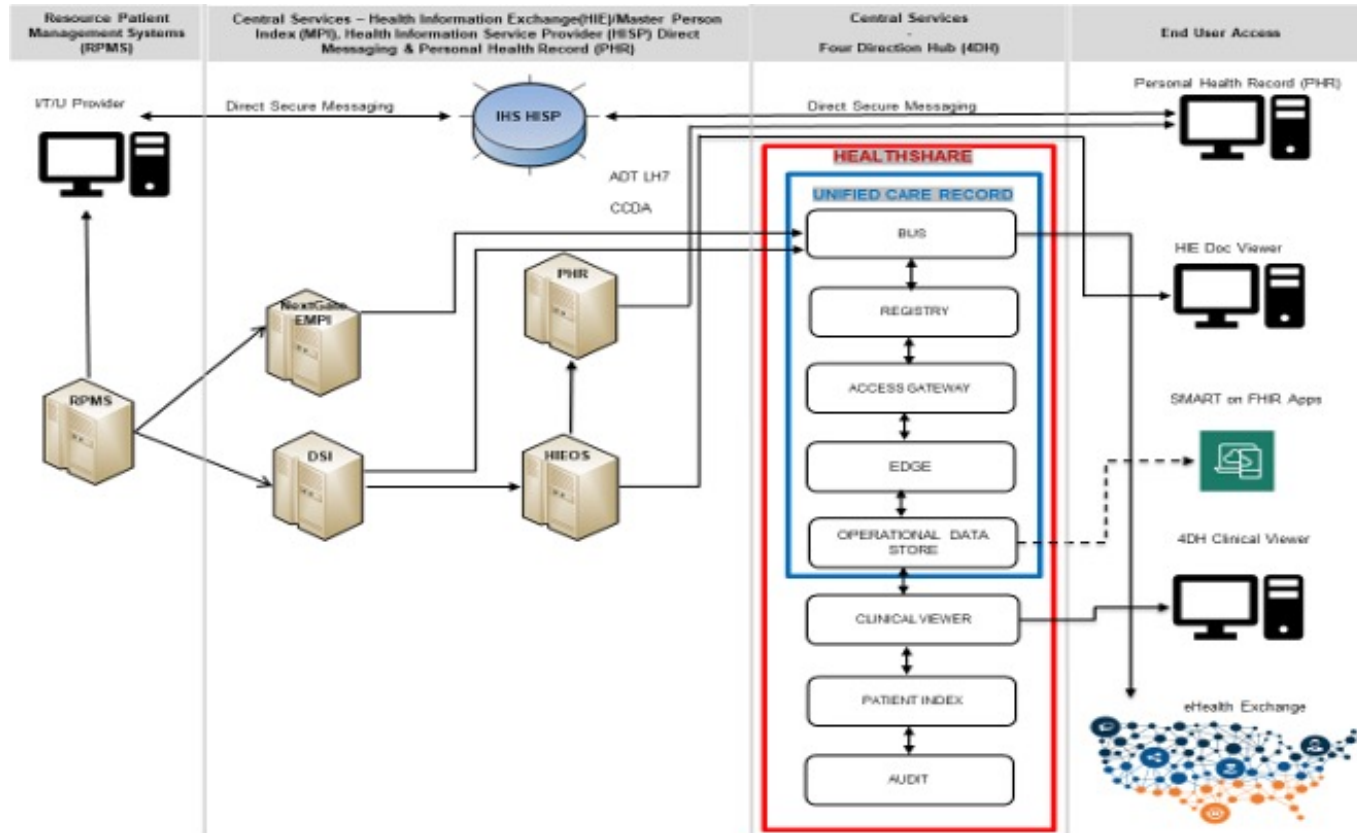 Resource Patient
Management Systems
(RPMS)
Central Services – Health Information Exchange(HIE)/Master Person
Index (MPI), Health Information Service Provider (HISP) Direct
Messaging & Personal Health Record (PHR)
Central Services
-
Four Direction Hub (4DH)
End User Access
I/T/U Provider
Direct Secure Messaging
IHS HISP
Direct Secure Messaging
Personal Health Record (PHR)
HEALTHSHARE
ADT LH7
UNIFIED CARE RECORD
CCDA
BUS
HIE Doc Viewer
PHR
NextGate
EMPI
REGISTRY
RPMS
ACCESS GATEWAY
SMART on FHIR Apps
DSI
HIEOS
EDGE
OPERATIONAL DATA
STORE
4DH Clinical Viewer
CLINICAL VIEWER
PATIENT INDEX
eHealth Exchange
AUDIT